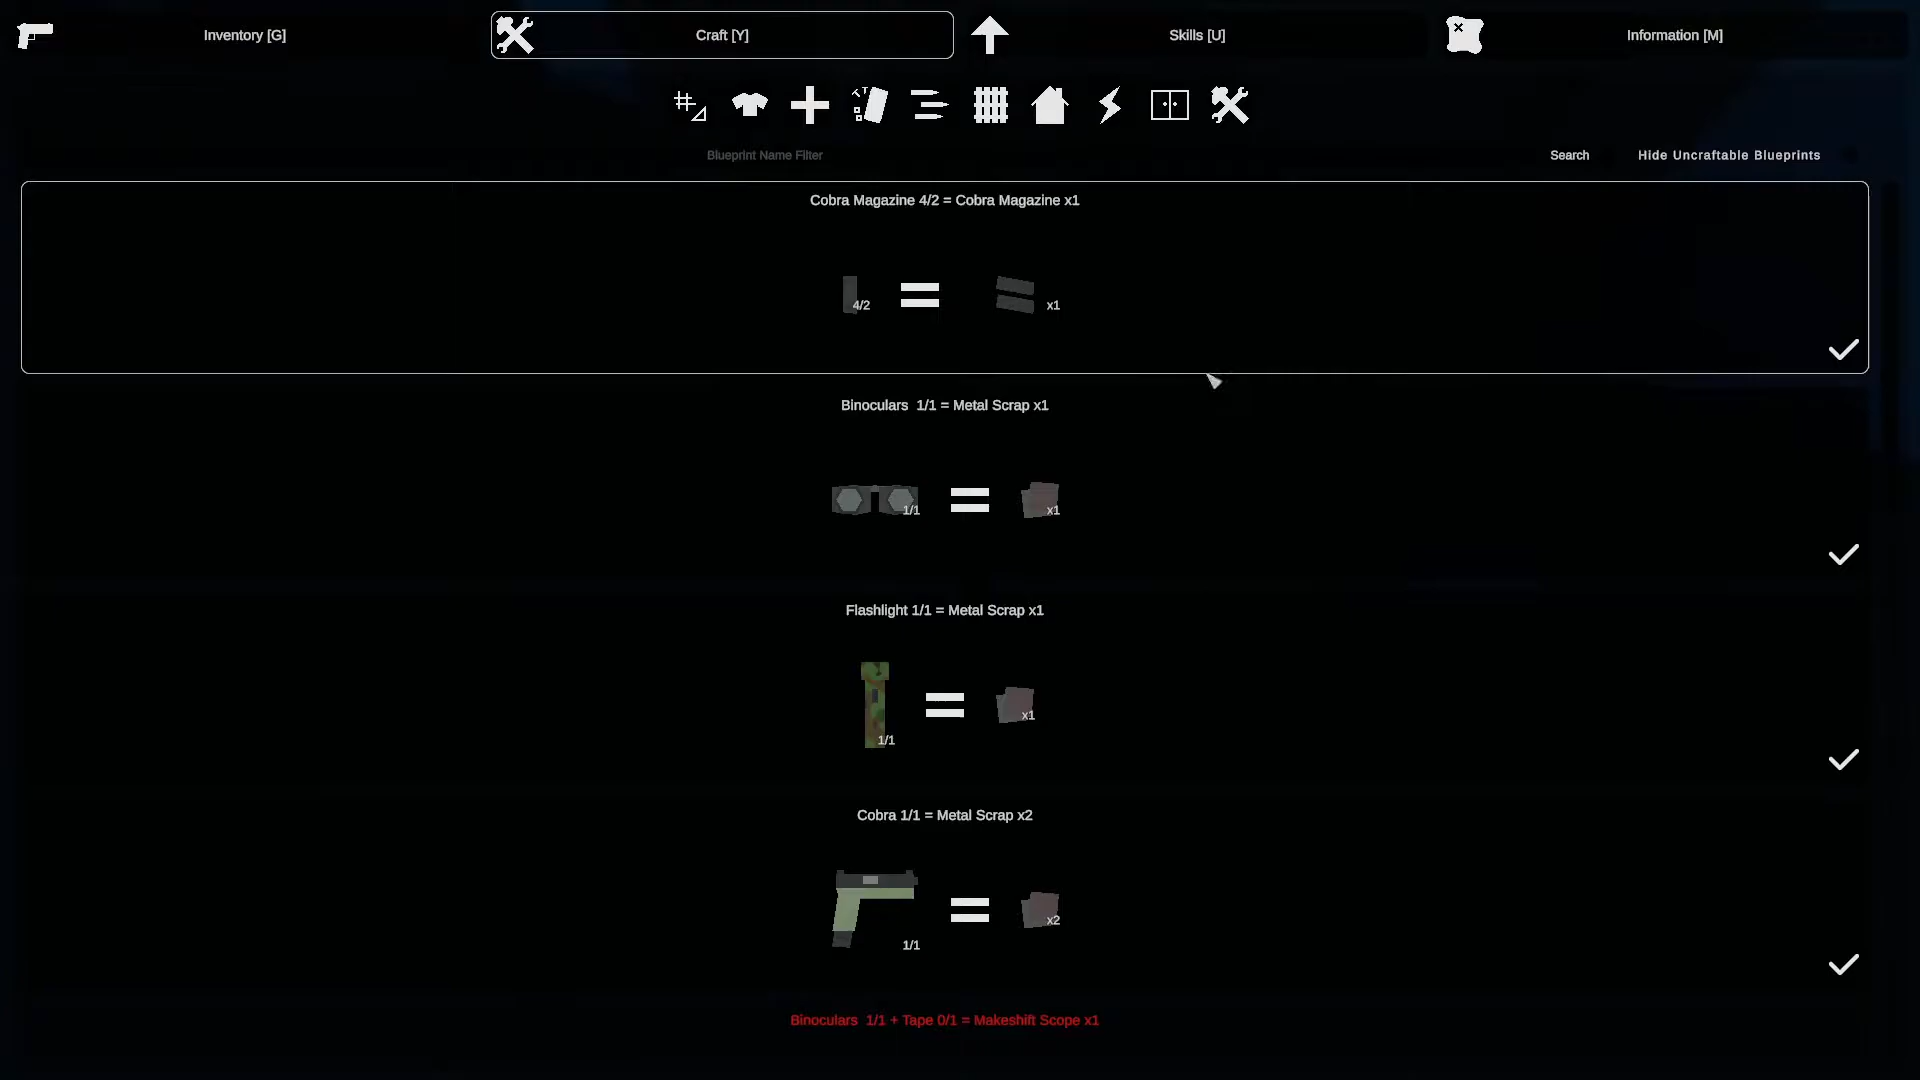 Inventory [G]
Craft [Y]
Skills [U]
Information [M]
Blueprint Name Filter
Search
Hide Uncraftable Blueprints
Cobra Magazine 4/2 = Cobra Magazine x1
4/2
x1
Binoculars  1/1 = Metal Scrap x1
1/1
x1
Flashlight 1/1 = Metal Scrap x1
1/1
x1
Cobra 1/1 = Metal Scrap x2
1/1
x2
Binoculars  1/1 + Tape 0/1 = Makeshift Scope x1